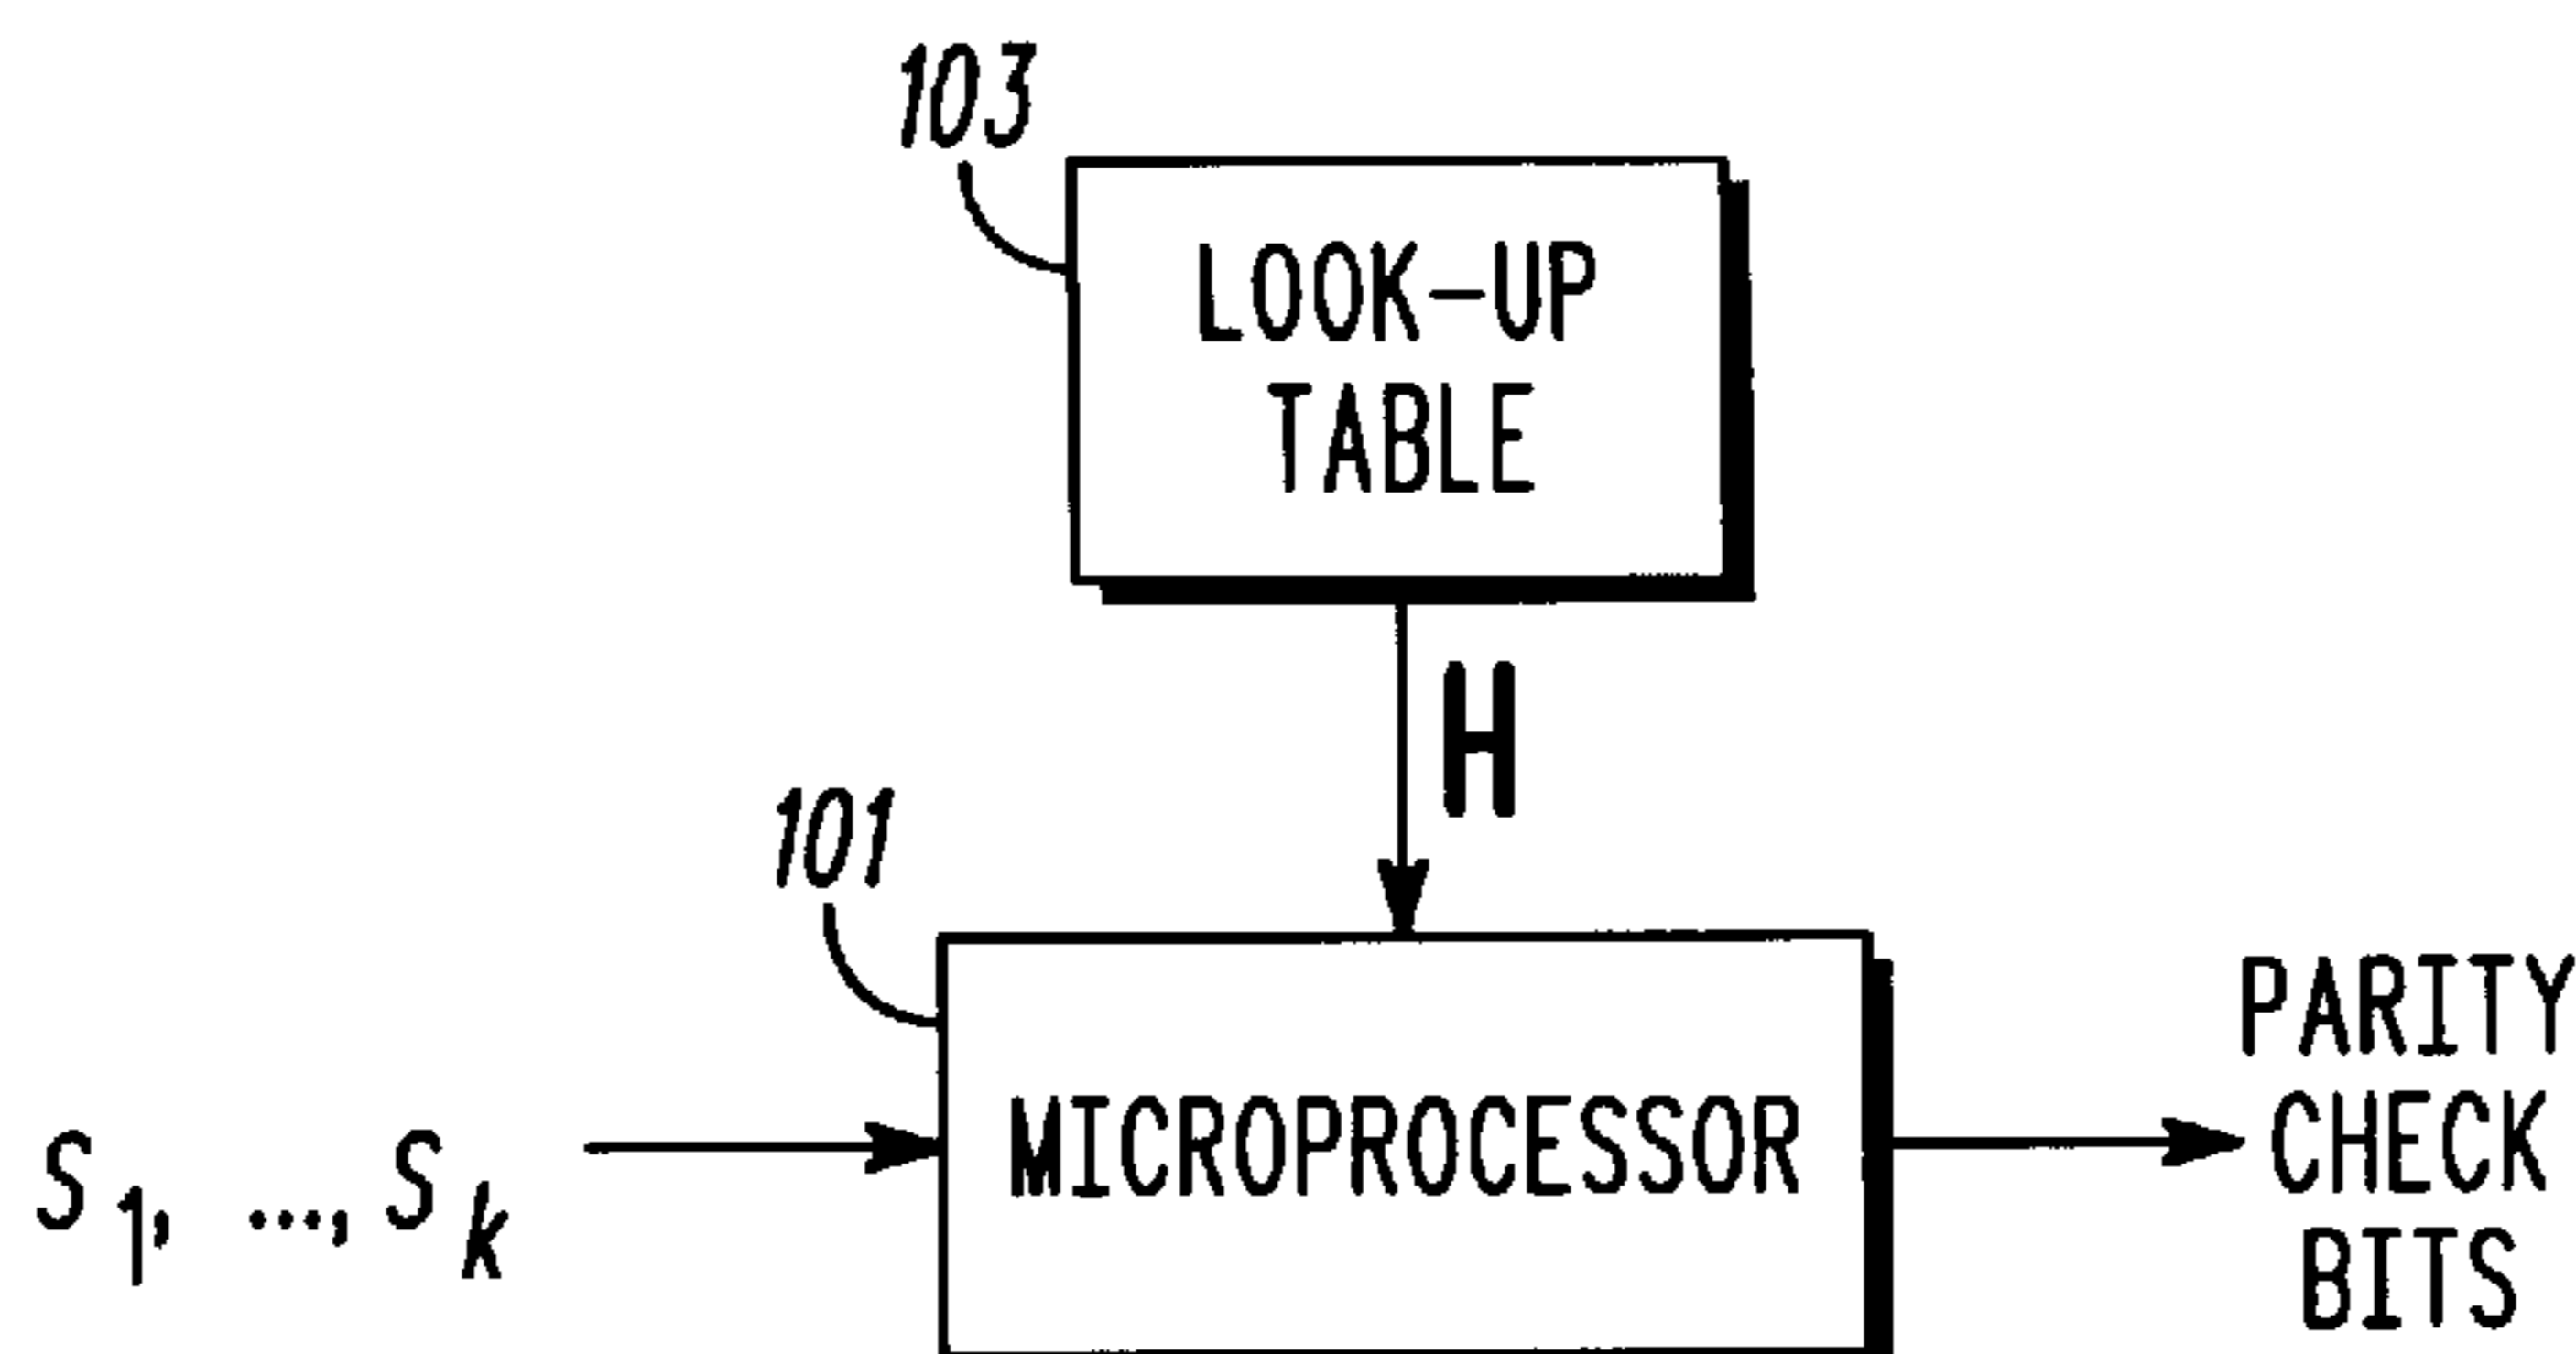 103
LOOK-UP
TABLE
H
101
MICROPROCESSOR
S1, ..., Sk
PARITY
CHECK
BITS